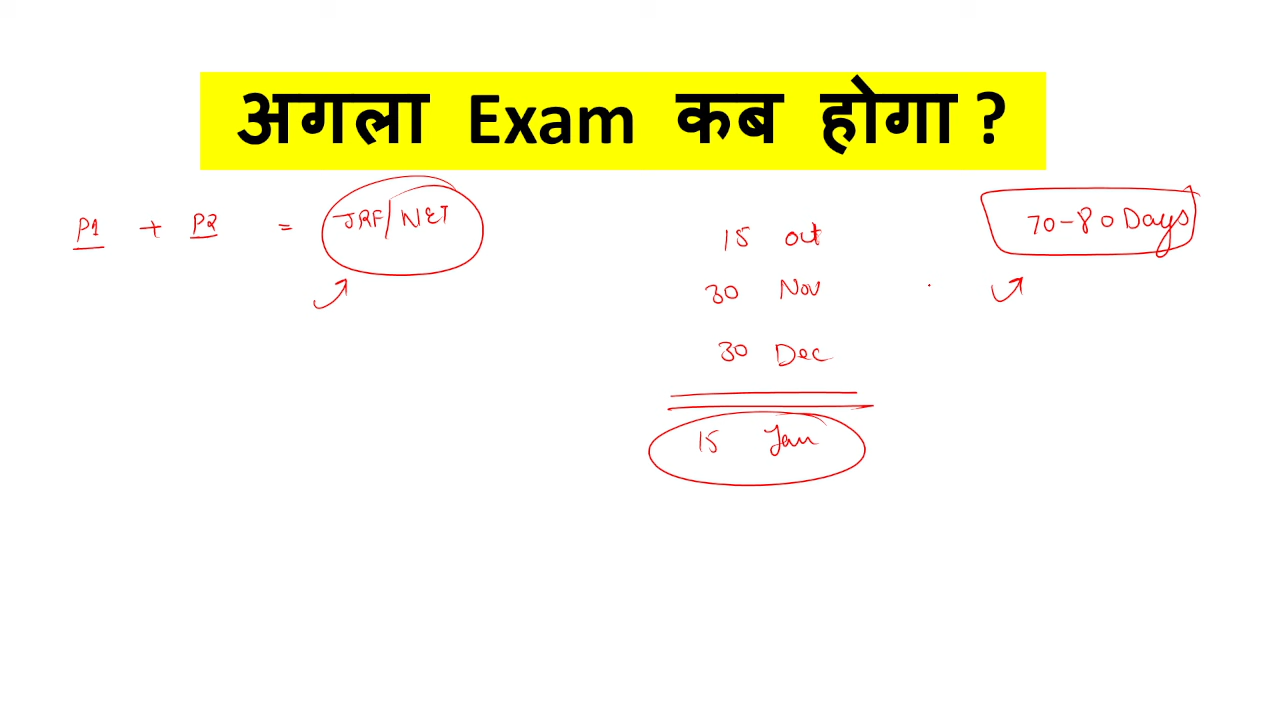 अगला Exam कब होगा ?
P1 + P2 = JRF/NET
15 oct
70-80 Days
30 Nov
30 Dec
15 Jan